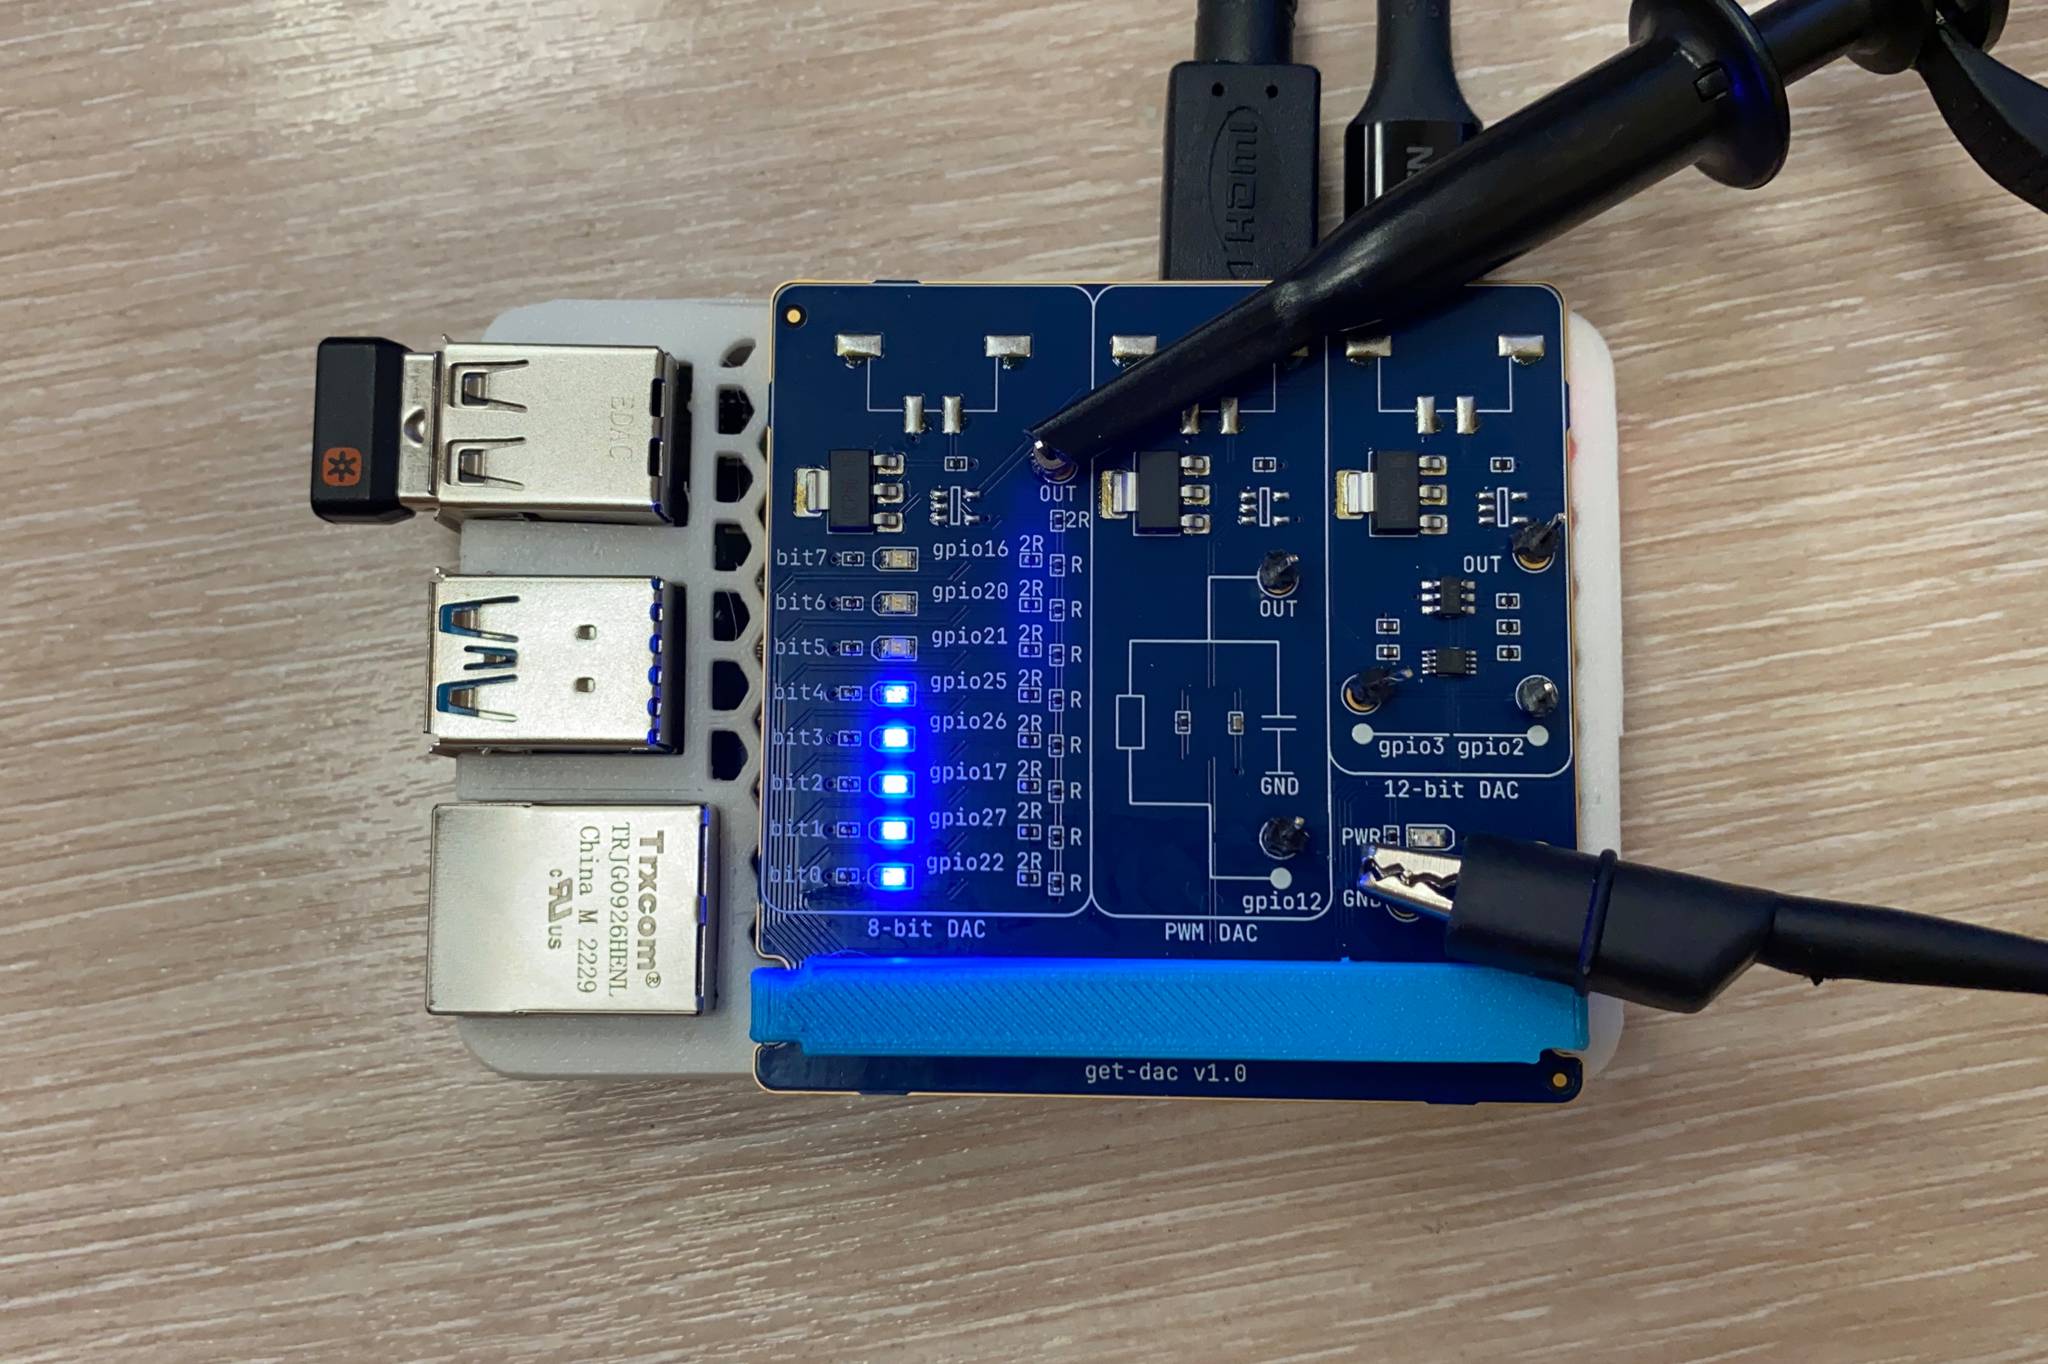 HDMI
EDAC
OUT
2R
bit7
gpio16
2R
R
bit6
gpio20
2R
R
bit5
gpio21
2R
R
bit4
gpio25
2R
R
bit3
gpio26
2R
R
bit2
gpio17
2R
R
bit1
gpio27
2R
R
bit0
gpio22
2R
R
8-bit DAC
OUT
GND
gpio12
PWM DAC
OUT
gpio3 gpio2
12-bit DAC
PWR
GND
get-dac v1.0
Trxcom®
TRJG0926HENL
China M 2229
c UR US